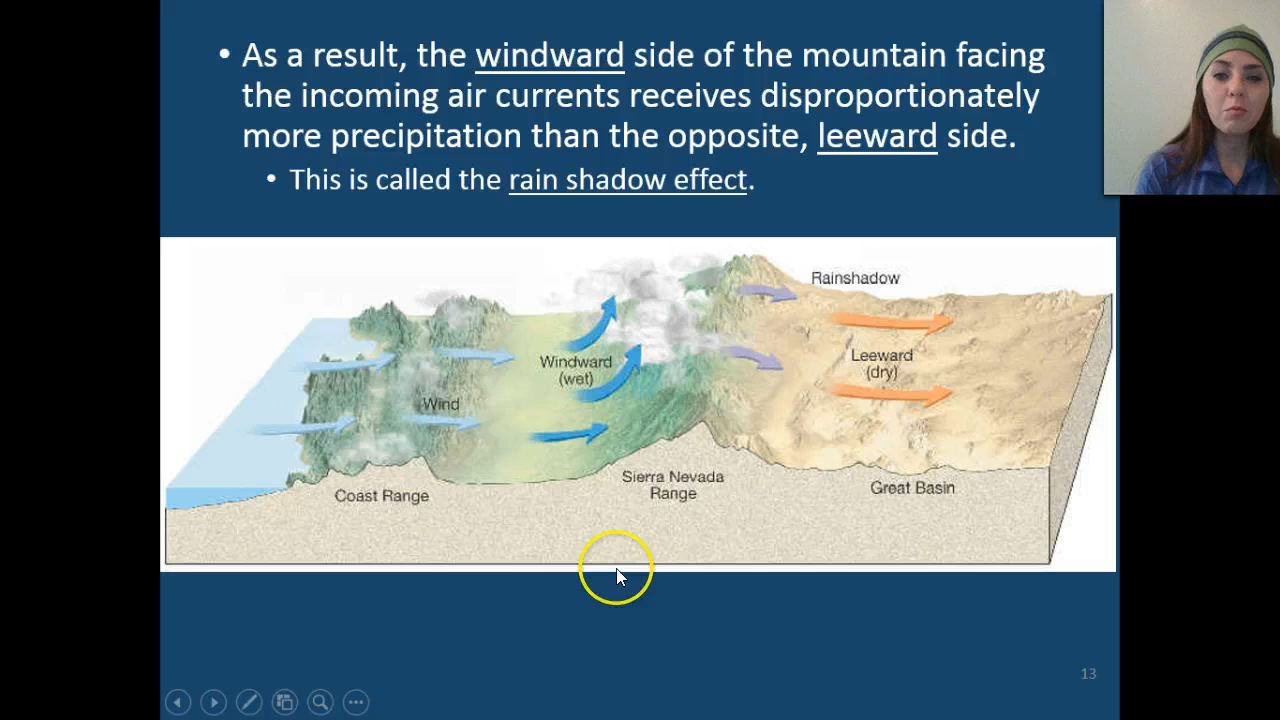 • As a result, the windward side of the mountain facing
the incoming air currents receives disproportionately
more precipitation than the opposite, leeward side.
• This is called the rain shadow effect.
Rainshadow
Windward
(wet)
Leeward
(dry)
Wind
Sierra Nevada
Range
Coast Range
Great Basin
13